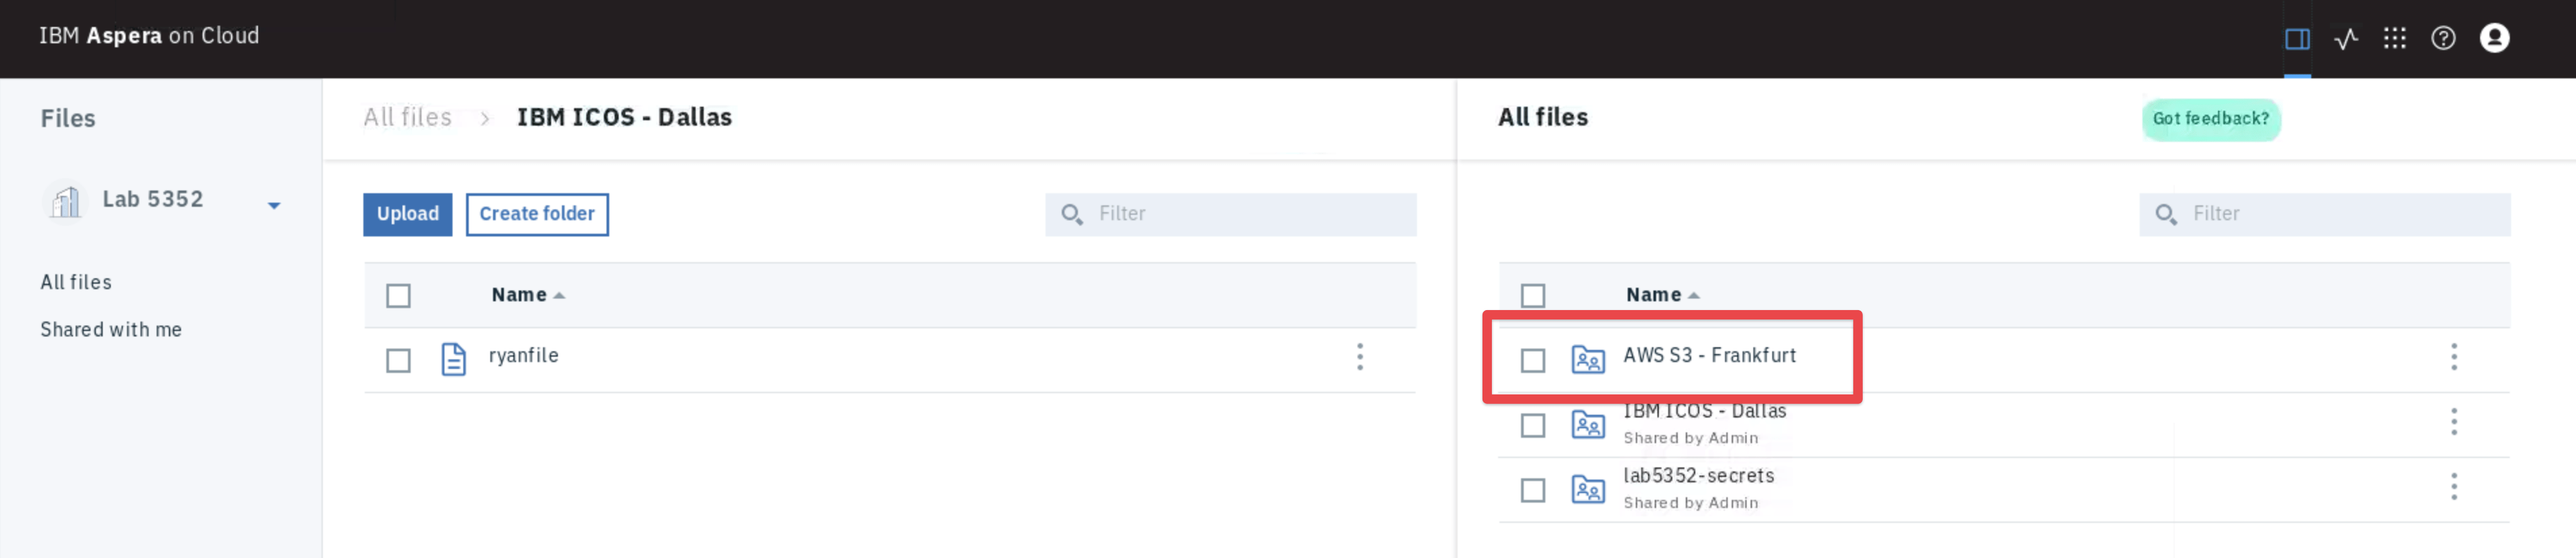 IBM Aspera on Cloud
Files
Lab 5352
All files
Shared with me
All files > IBM ICOS - Dallas
Upload
Create folder
Filter
Name
ryanfile
All files
Got feedback?
Filter
Name
AWS S3 - Frankfurt
IBM ICOS - Dallas
Shared by Admin
lab5352-secrets
Shared by Admin